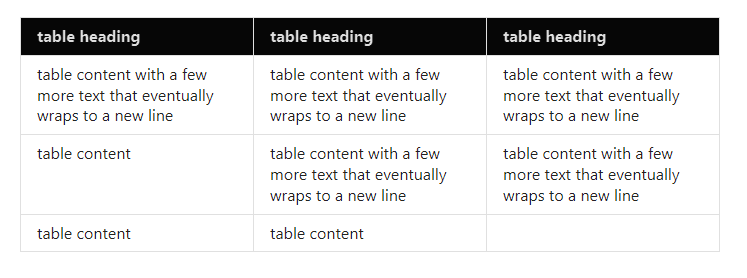 table heading table heading table heading
table content with a few table content with a few table content with a few
more text that eventually more text that eventually more text that eventually
wraps to a new line wraps to a new line wraps to a new line
table content table content with a few table content with a few
more text that eventually more text that eventually
wraps to a new line wraps to a new line
table content table content